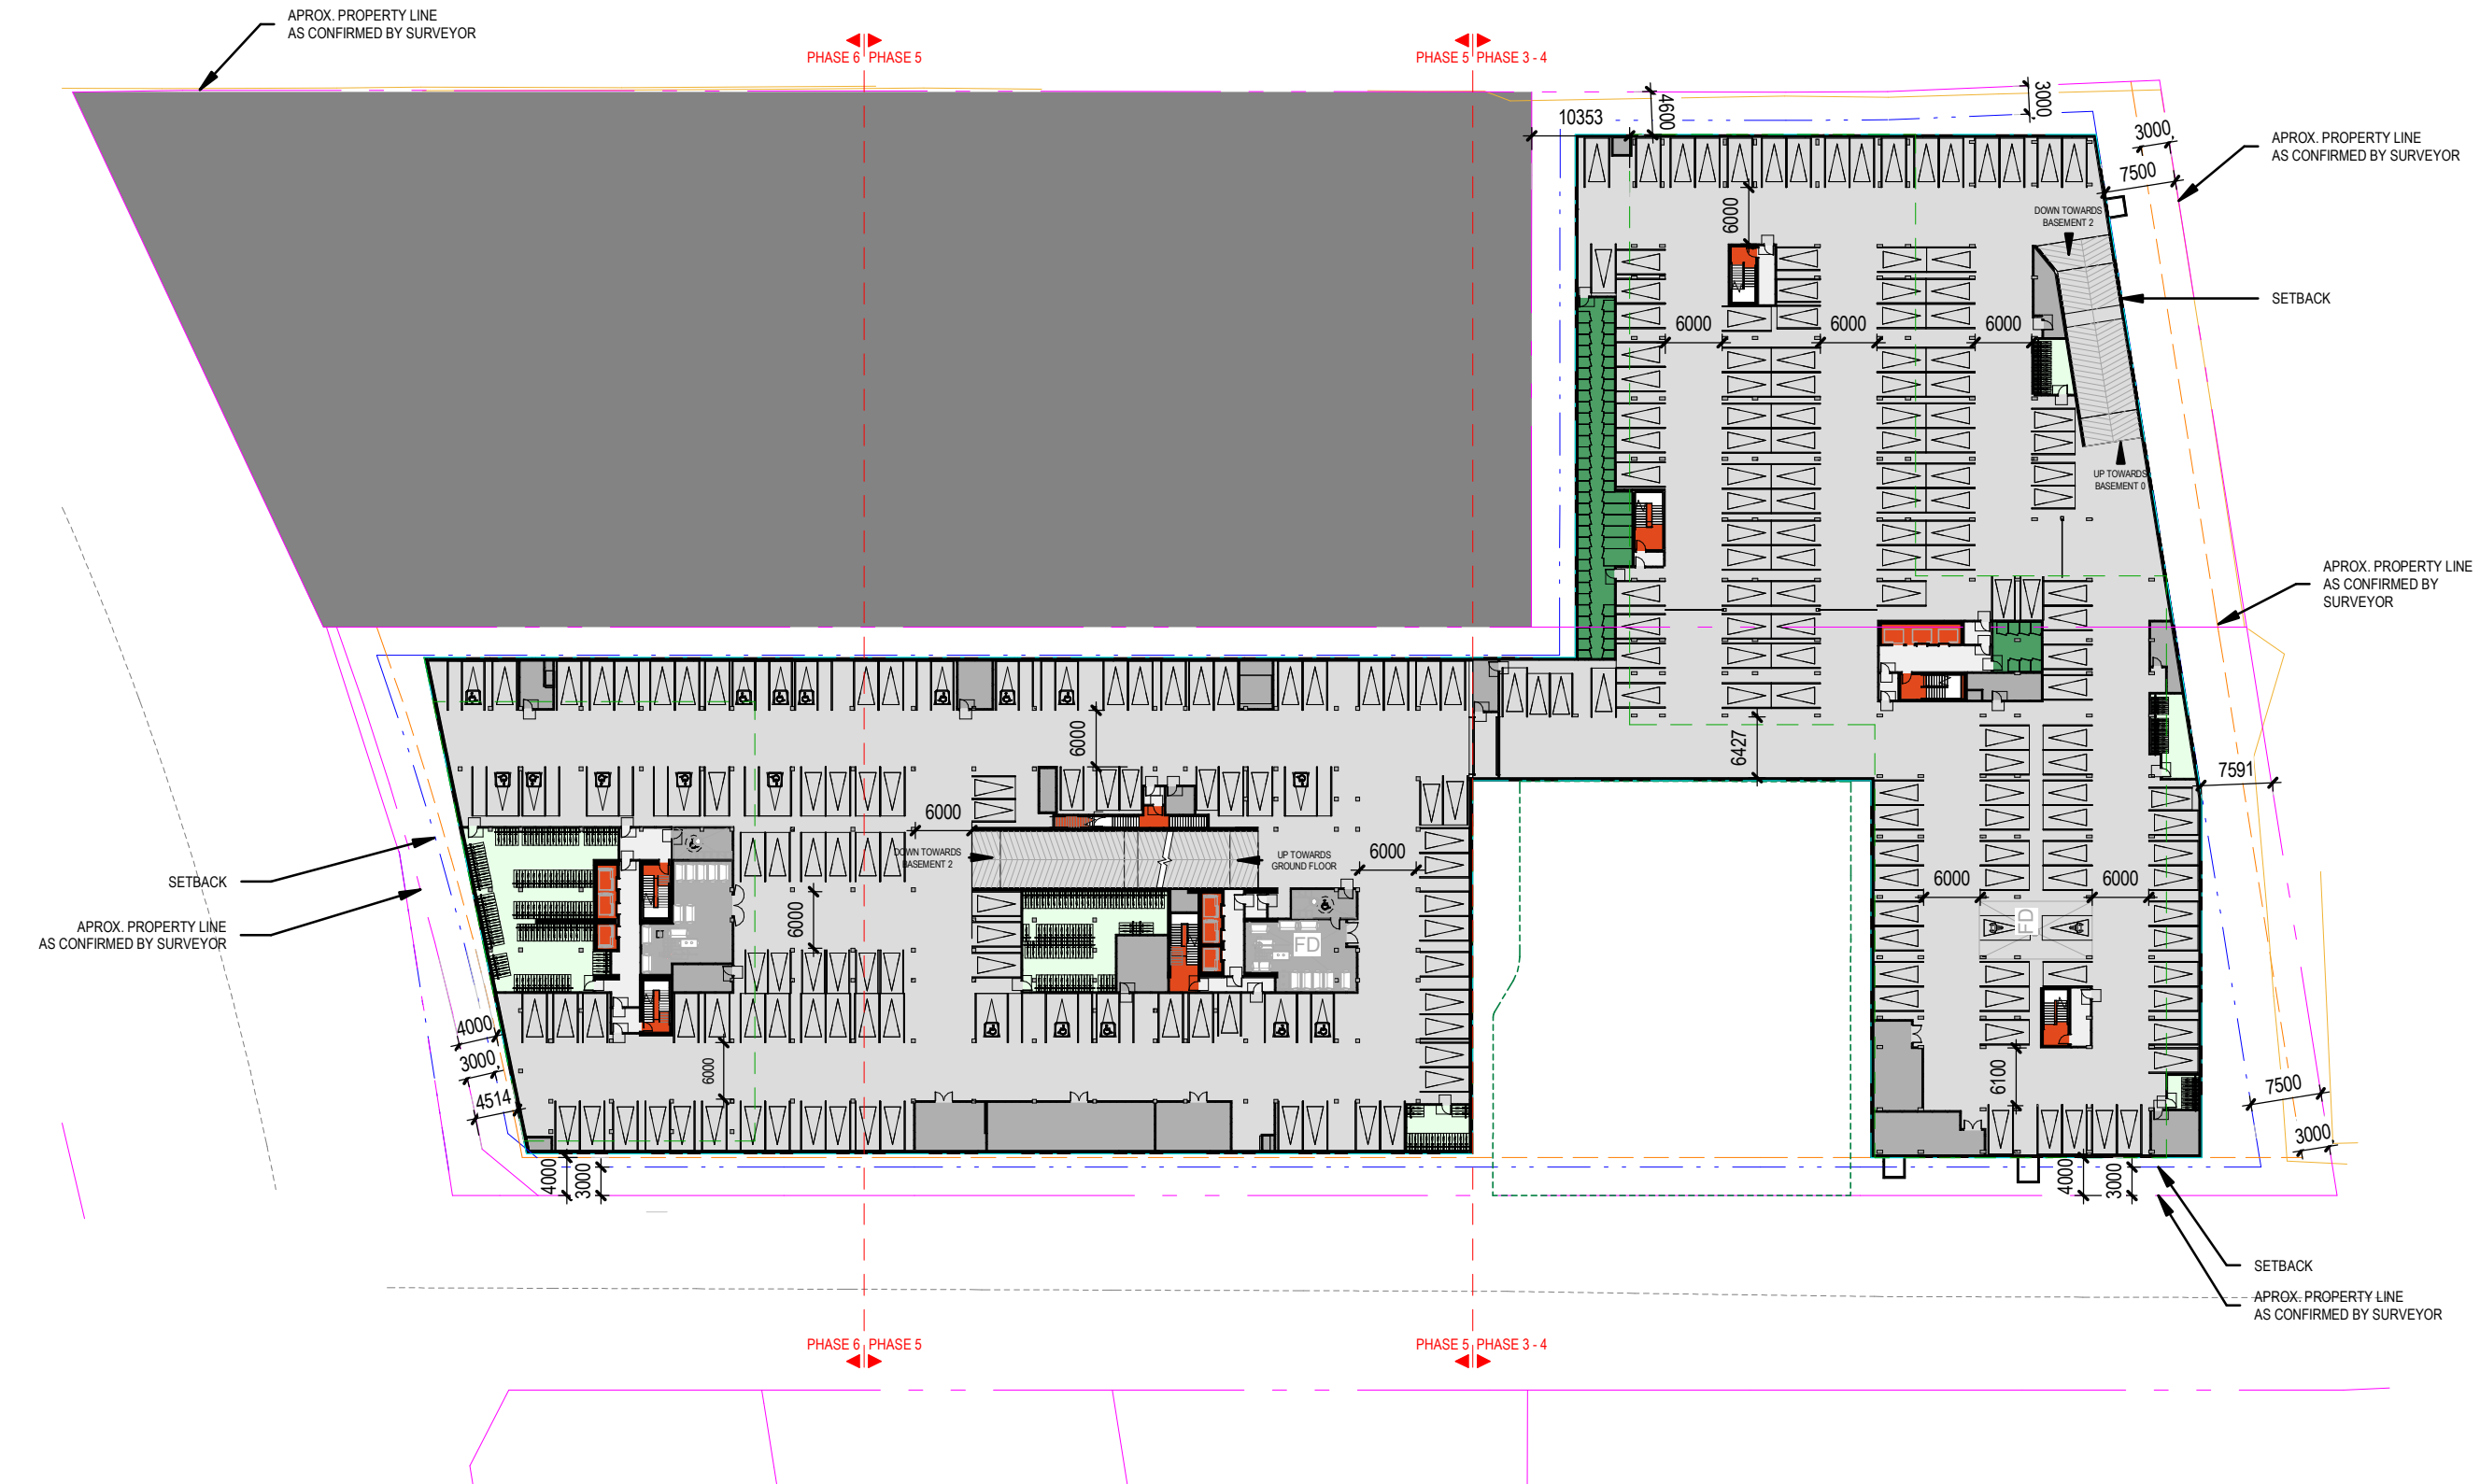 APROX. PROPERTY LINE
AS CONFIRMED BY SURVEYOR
PHASE 6 PHASE 5
PHASE 5 PHASE 3 - 4
10353
4600
3000
3000
7500
APROX. PROPERTY LINE
AS CONFIRMED BY SURVEYOR
6000
DOWN TOWARDS
BASEMENT 2
SETBACK
6000
6000
6000
UP TOWARDS
BASEMENT 0
APROX. PROPERTY LINE
AS CONFIRMED BY
SURVEYOR
6000
6427
7591
6000
DOWN TOWARDS
BASEMENT 2
UP TOWARDS
GROUND FLOOR
6000
SETBACK
APROX. PROPERTY LINE
AS CONFIRMED BY SURVEYOR
6000
6000
6000
FD
FD
4000
3000
4514
6000
6100
7500
3000
4000
3000
4000
3000
SETBACK
APROX. PROPERTY LINE
AS CONFIRMED BY SURVEYOR
PHASE 6 PHASE 5
PHASE 5 PHASE 3 - 4